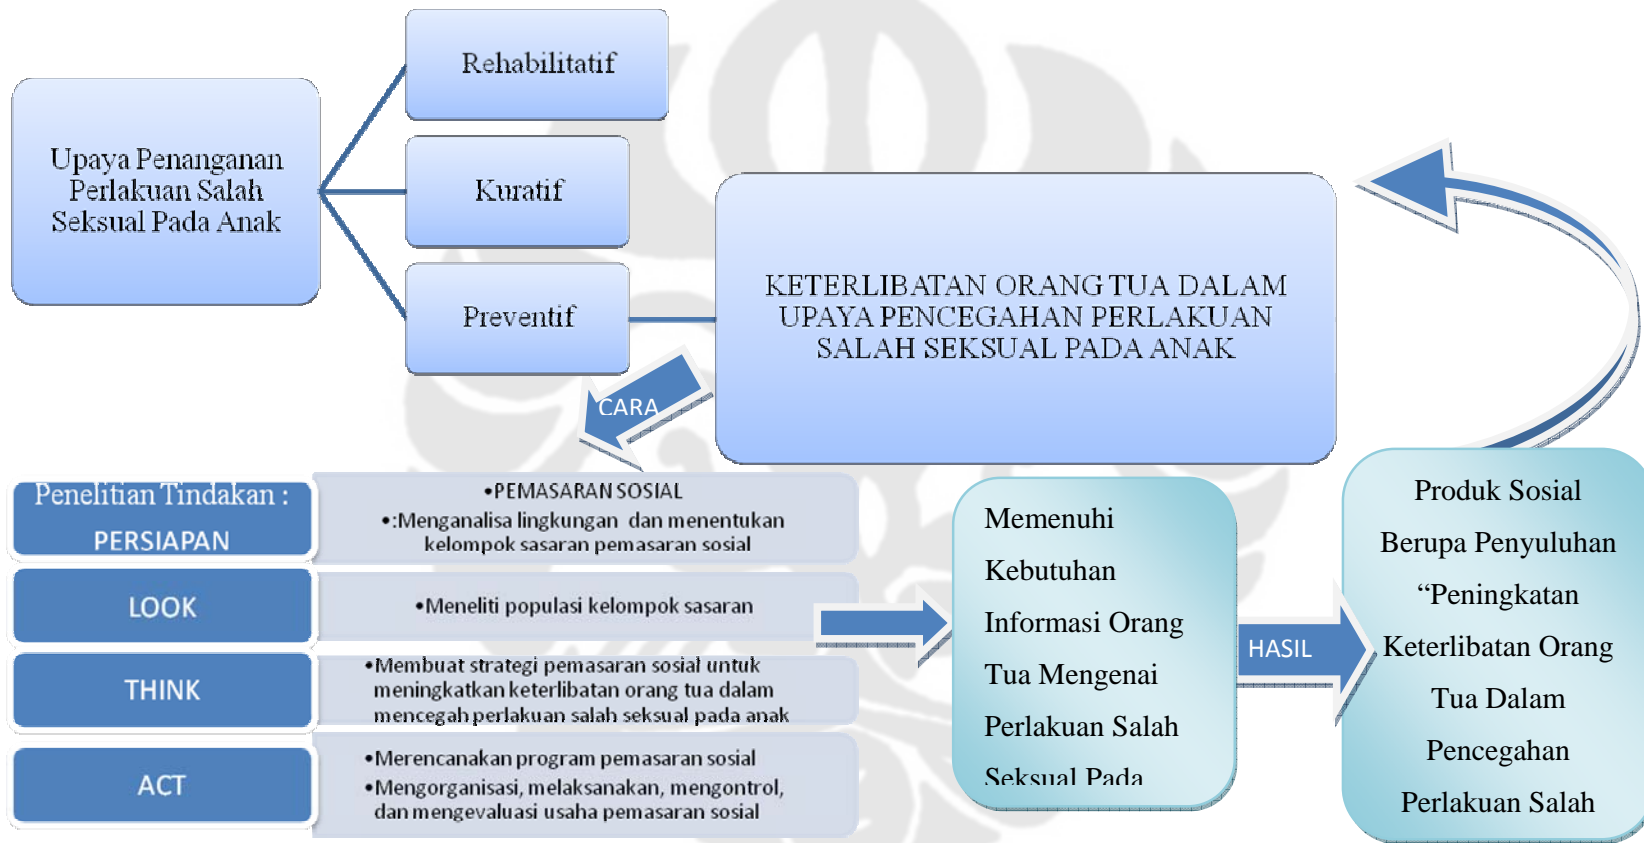 Rehabilitatif
Upaya Penanganan
Perlakuan Salah
Seksual Pada Anak
Kuratif
Preventif
KETERLIBATAN ORANG TUA DALAM
UPAYA PENCEGAHAN PERLAKUAN
SALAH SEKSUAL PADA ANAK
CARA
Penelitian Tindakan :
PERSIAPAN
•PEMASARAN SOSIAL
•:Menganalisa lingkungan dan menentukan
kelompok sasaran pemasaran sosial
LOOK
•Meneliti populasi kelompok sasaran
THINK
•Membuat strategi pemasaran sosial untuk
meningkatkan keterlibatan orang tua dalam
mencegah perlakuan salah seksual pada anak
ACT
•Merencanakan program pemasaran sosial
•Mengorganisasi, melaksanakan, mengontrol,
dan mengevaluasi usaha pemasaran sosial
Memenuhi
Kebutuhan
Informasi Orang
Tua Mengenai
Perlakuan Salah
Seksual Pada
HASIL
Produk Sosial
Berupa Penyuluhan
“Peningkatan
Keterlibatan Orang
Tua Dalam
Pencegahan
Perlakuan Salah